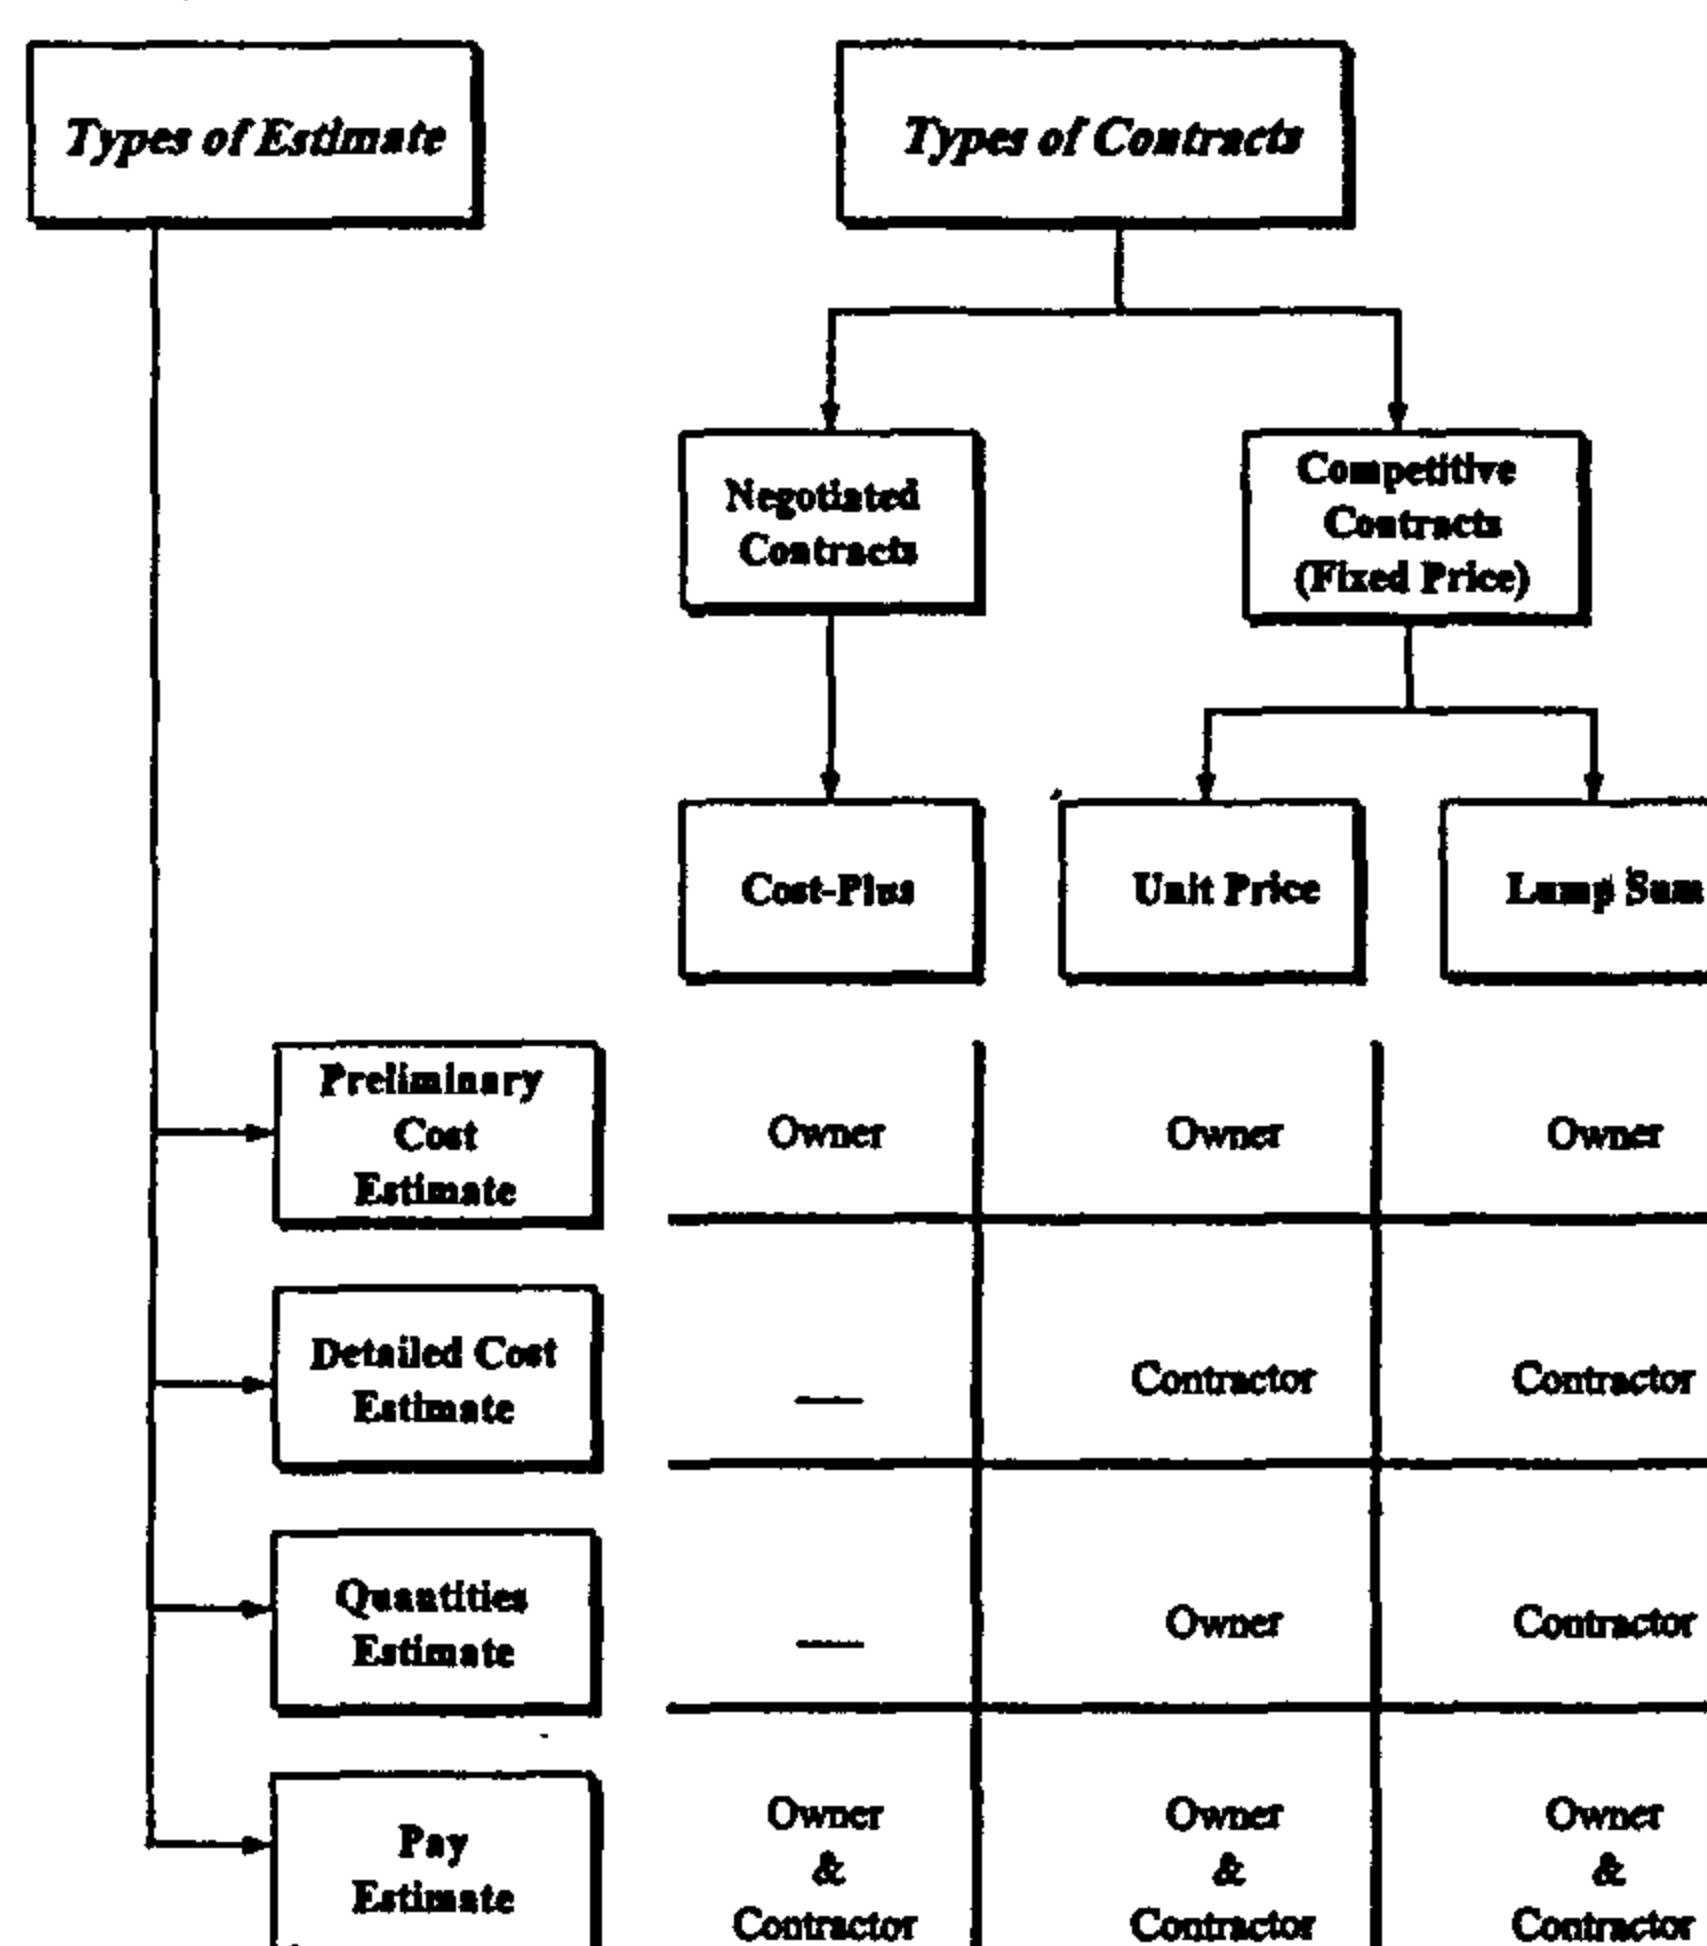 Types of Estimate
Types of Contracts
Negotiated
Contracts
Competitive
Contracts
(Fixed Price)
Cost-Plus
Unit Price
Lump Sum
Preliminary
Cost
Estimate
Owner
Owner
Owner
Detailed Cost
Estimate
—
Contractor
Contractor
Quantities
Estimate
—
Owner
Contractor
Pay
Estimate
Owner
&
Contractor
Owner
&
Contractor
Owner
&
Contractor